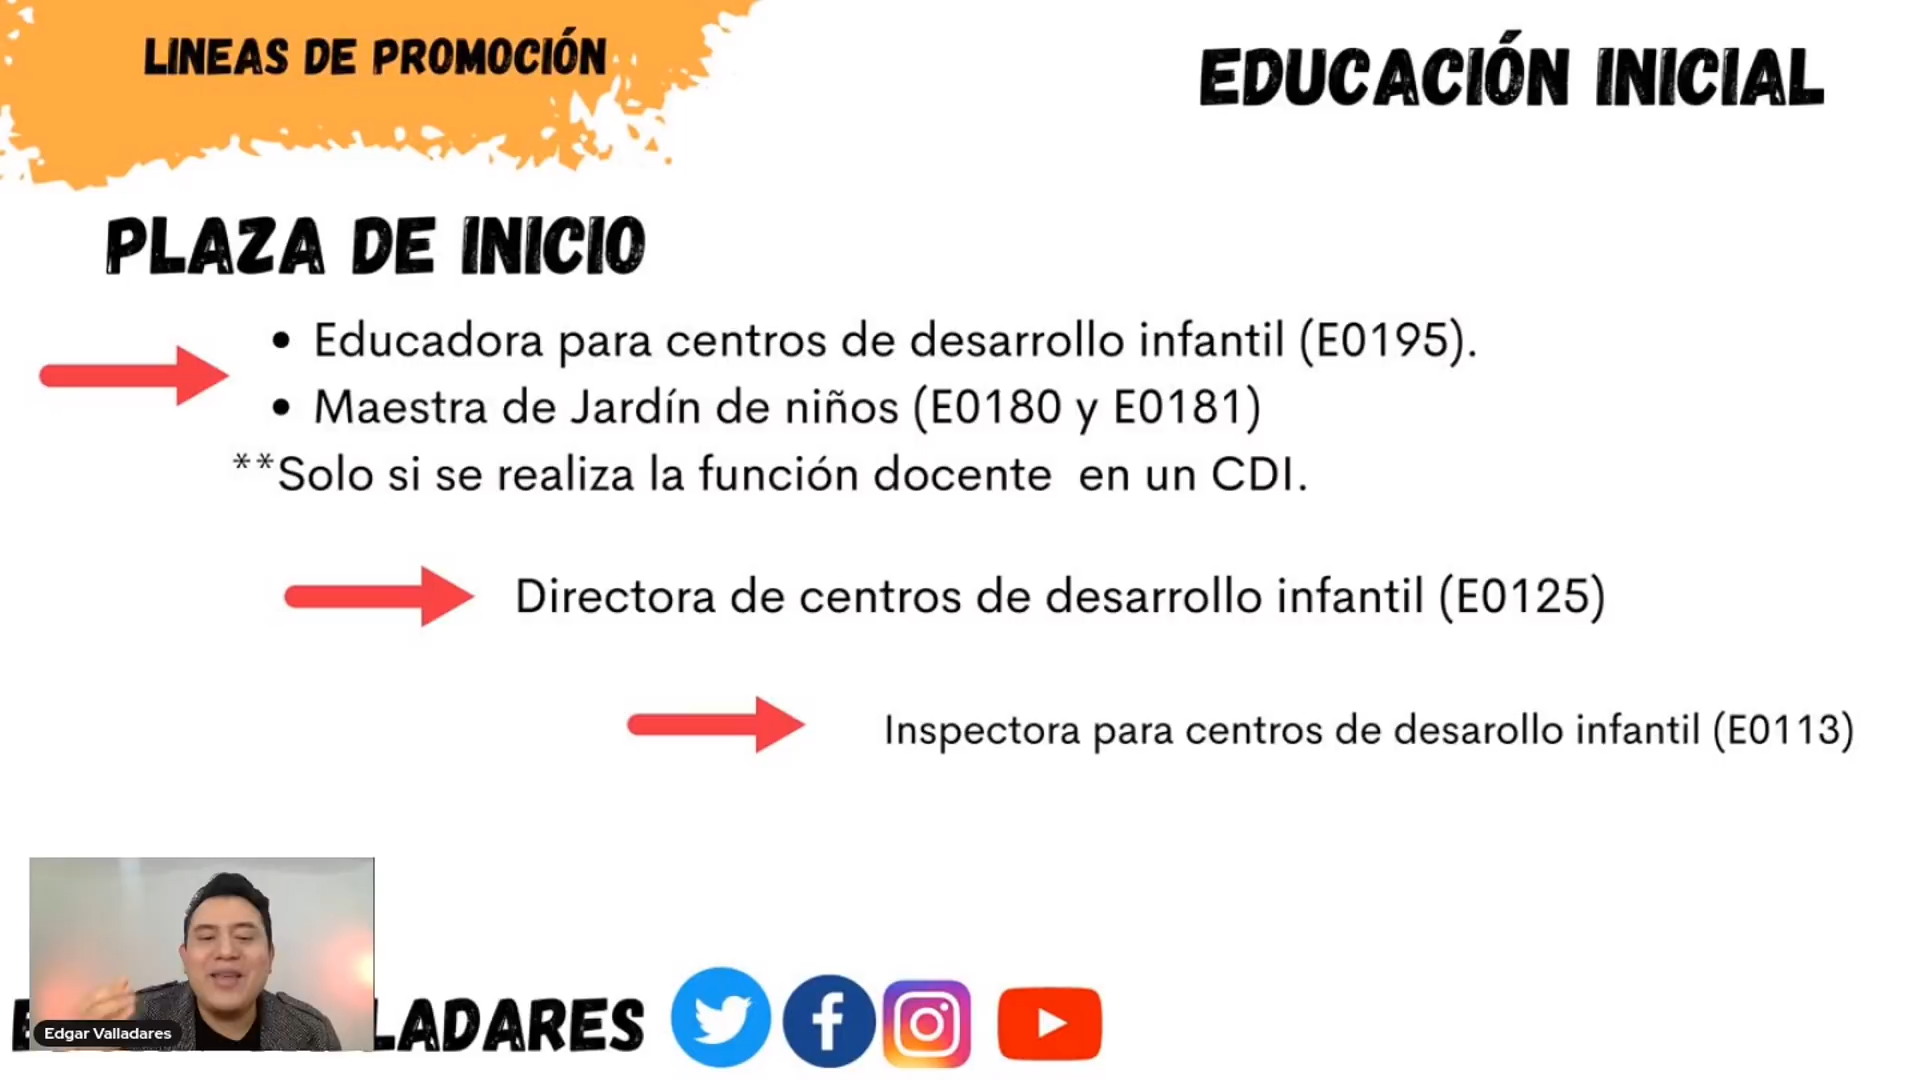 LINEAS DE PROMOCIÓN
EDUCACIÓN INICIAL
PLAZA DE INICIO
• Educadora para centros de desarrollo infantil (E0195).
• Maestra de Jardín de niños (E0180 y E0181)
**Solo si se realiza la función docente en un CDI.
Directora de centros de desarrollo infantil (E0125)
Inspectora para centros de desarollo infantil (E0113)
Edgar Valladares
LADARES